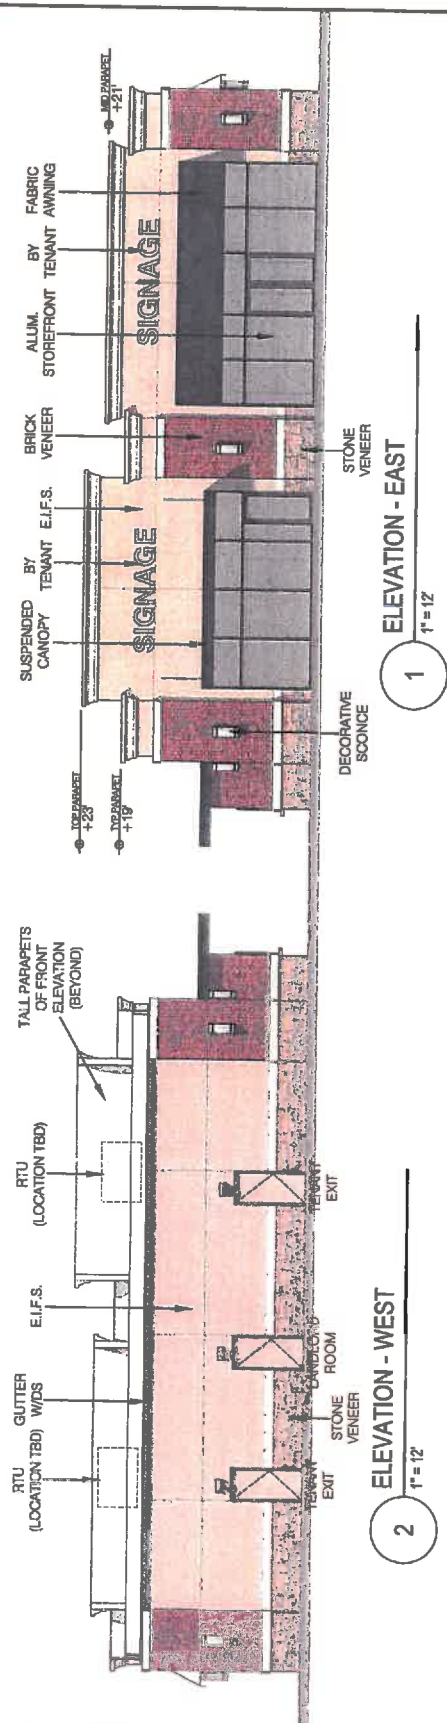 RTU
(LOCATION TBD)
GUTTER
W/DS
E.I.F.S.
RTU
(LOCATION TBD)
TALL PARAPETS
OF FRONT
ELEVATION
(BEYOND)
TENANT
EXIT
STONE
VENEER
LANDLORD
ROOM
TENANT
EXIT
2
ELEVATION - WEST
1" = 12'
TOP PARAPET
+23'
TYP. PARAPET
+19'
SUSPENDED
CANOPY
BY
TENANT
E.I.F.S.
BRICK
VENEER
ALUM.
STOREFRONT
BY
TENANT
FABRIC
AWNING
MID PARAPET
+21'
SIGNAGE
SIGNAGE
DECORATIVE
SCONCE
STONE
VENEER
1
ELEVATION - EAST
1" = 12'